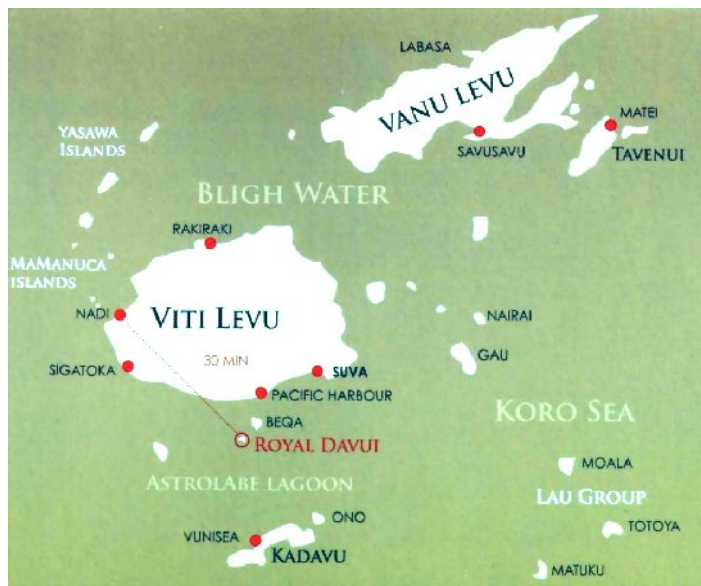 LABASA
VANU LEVU
MATEI
YASAWA
ISLANDS
SAVUSAVU
TAVENUI
BLIGH WATER
RAKIRAKI
MAMANUCA
ISLANDS
NADI
VITI LEVU
NAIRAI
GAU
30 MIN
SIGATOKA
SUVA
PACIFIC HARBOUR
KORO SEA
BEQA
ROYAL DAVUI
MOALA
ASTROLABE LAGOON
LAU GROUP
ONO
TOTOYA
VUNISEA
KADAVU
MATUKU